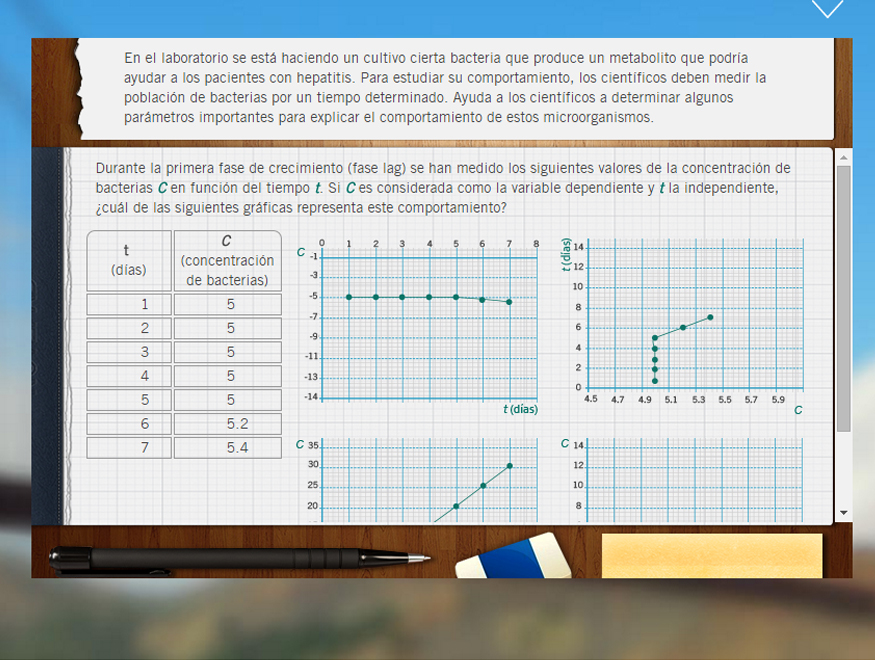 En el laboratorio se está haciendo un cultivo cierta bacteria que produce un metabolito que podría
ayudar a los pacientes con hepatitis. Para estudiar su comportamiento, los científicos deben medir la
población de bacterias por un tiempo determinado. Ayuda a los científicos a determinar algunos
parámetros importantes para explicar el comportamiento de estos microorganismos.
Durante la primera fase de crecimiento (fase lag) se han medido los siguientes valores de la concentración de
bacterias C en función del tiempo t. Si C es considerada como la variable dependiente y t la independiente,
¿cuál de las siguientes gráficas representa este comportamiento?
t
(días)
C
(concentración
de bacterias)
1 5
2 5
3 5
4 5
5 5
6 5.2
7 5.4
0 1 2 3 4 5 6 7 8
C
-1
-3
-5
-7
-9
-11
-13
-14
t (días)
t (días)
14
12
10
8
6
4
2
0
4.5 4.7 4.9 5.1 5.3 5.5 5.7 5.9
C
C 35
30
25
20
C 14
12
10
8